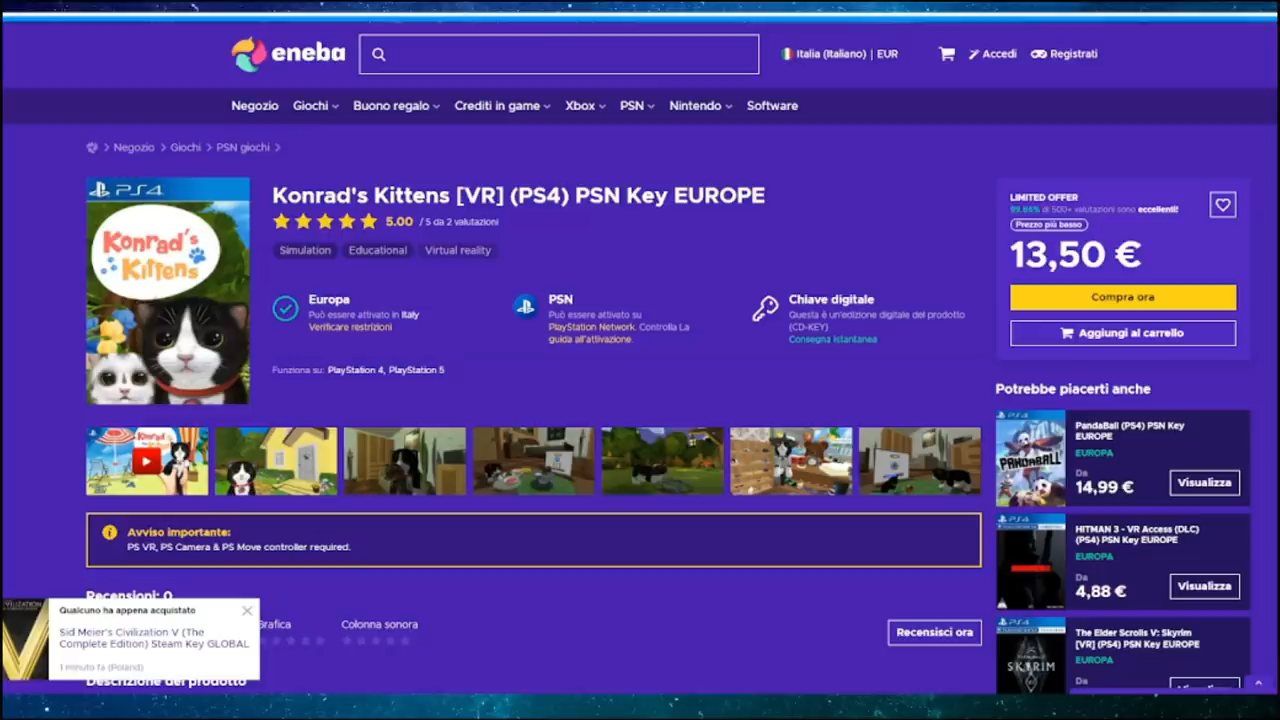 eneba
Italia (Italiano) | EUR
Accedi
Registrati
Negozio
Giochi
Buono regalo
Crediti in game
Xbox
PSN
Nintendo
Software
Negozio
Giochi
PSN giochi
PS4
Konrad's
Kittens
Konrad's Kittens [VR] (PS4) PSN Key EUROPE
5.00 / 5 da 2 valutazioni
Simulation
Educational
Virtual reality
Europa
Può essere attivato in Italy
Verificare restrizioni
PSN
Può essere attivato su
PlayStation Network. Controlla La
guida all'attivazione.
Chiave digitale
Questa è un'edizione digitale del prodotto
(CD-KEY)
Consegna istantanea
Funziona su: PlayStation 4, PlayStation 5
LIMITED OFFER
di 500+ valutazioni sono eccellenti!
Prezzo più basso
13,50 €
Compra ora
Aggiungi al carrello
Potrebbe piacerti anche
PANDABALL
PandaBall (PS4) PSN Key
EUROPE
EUROPA
Da
14,99 €
Visualizza
HITMAN 3 - VR Access (DLC)
(PS4) PSN Key EUROPE
EUROPA
Da
4,88 €
Visualizza
SKYRIM
The Elder Scrolls V: Skyrim
[VR] (PS4) PSN Key EUROPE
EUROPA
Da
Visualizza
Avviso importante:
PS VR, PS Camera & PS Move controller required.
Recensioni: 0
Grafica
Colonna sonora
Recensisci ora
Qualcuno ha appena acquistato
Sid Meier's Civilization V (The
Complete Edition) Steam Key GLOBAL
1 minuto fa (Poland)
Descrizione del prodotto